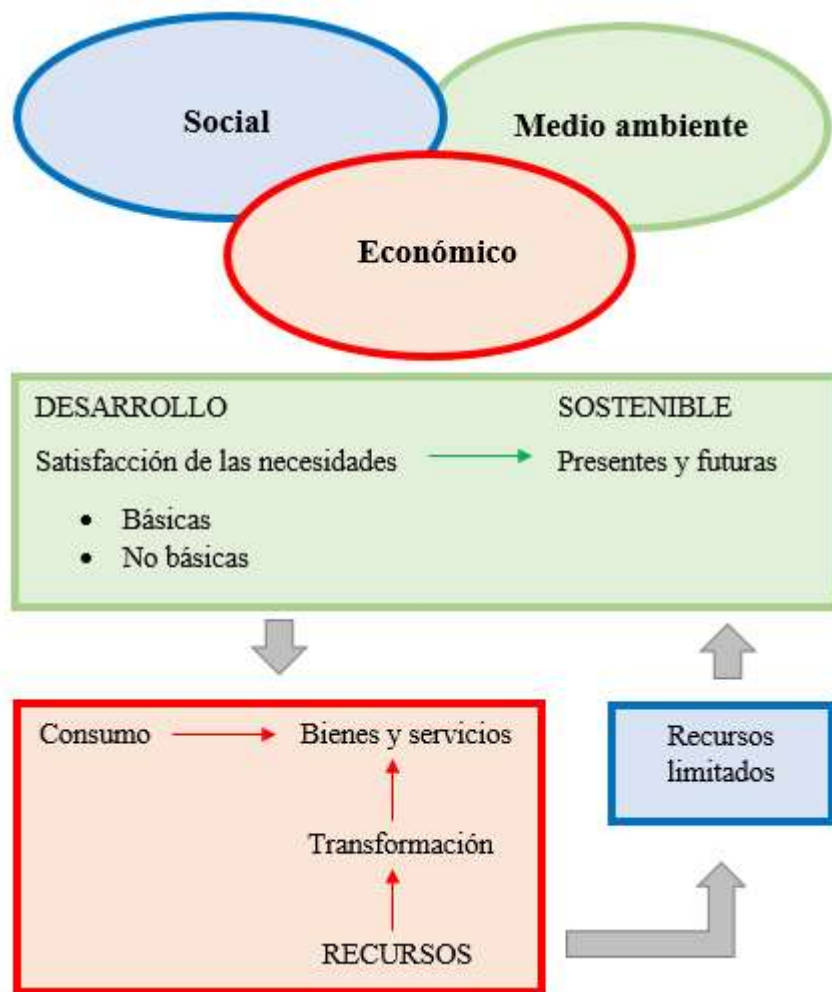 Social
Medio ambiente
Económico
DESARROLLO
SOSTENIBLE
Satisfacción de las necesidades
Presentes y futuras
• Básicas
• No básicas
Consumo
Bienes y servicios
Transformación
RECURSOS
Recursos
limitados